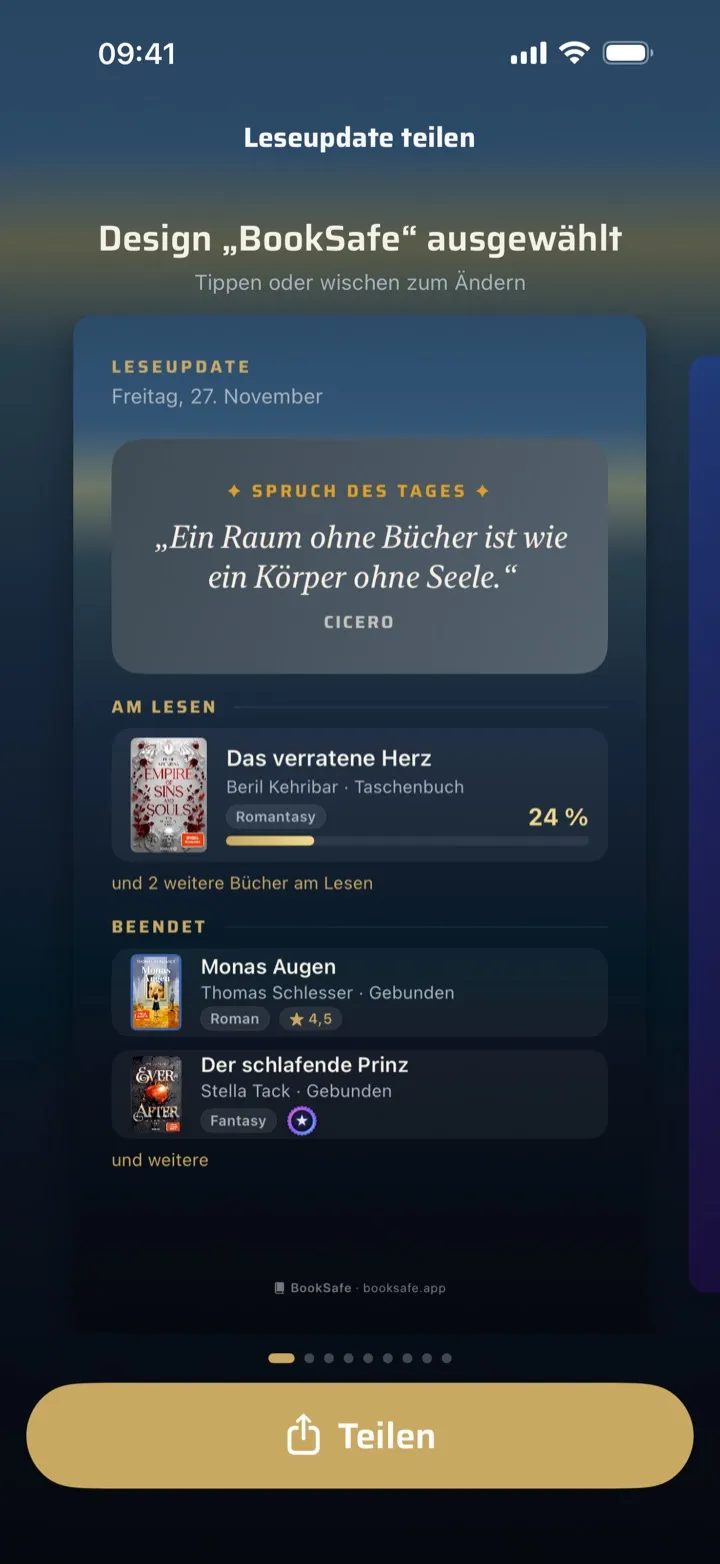 09:41
Leseupdate teilen
Design „BookSafe“ ausgewählt
Tippen oder wischen zum Ändern
LESEUPDATE
Freitag, 27. November
✦ SPRUCH DES TAGES ✦
„Ein Raum ohne Bücher ist wie
ein Körper ohne Seele.“
CICERO
AM LESEN
EMPIRE
OF
SINS
AND
SOULS
Das verratene Herz
Beril Kehribar · Taschenbuch
Romantasy
24 %
und 2 weitere Bücher am Lesen
BEENDET
Monas
Augen
Monas Augen
Thomas Schlesser · Gebunden
Roman
★ 4,5
EVER
AFTER
Der schlafende Prinz
Stella Tack · Gebunden
Fantasy
und weitere
BookSafe · booksafe.app
Teilen